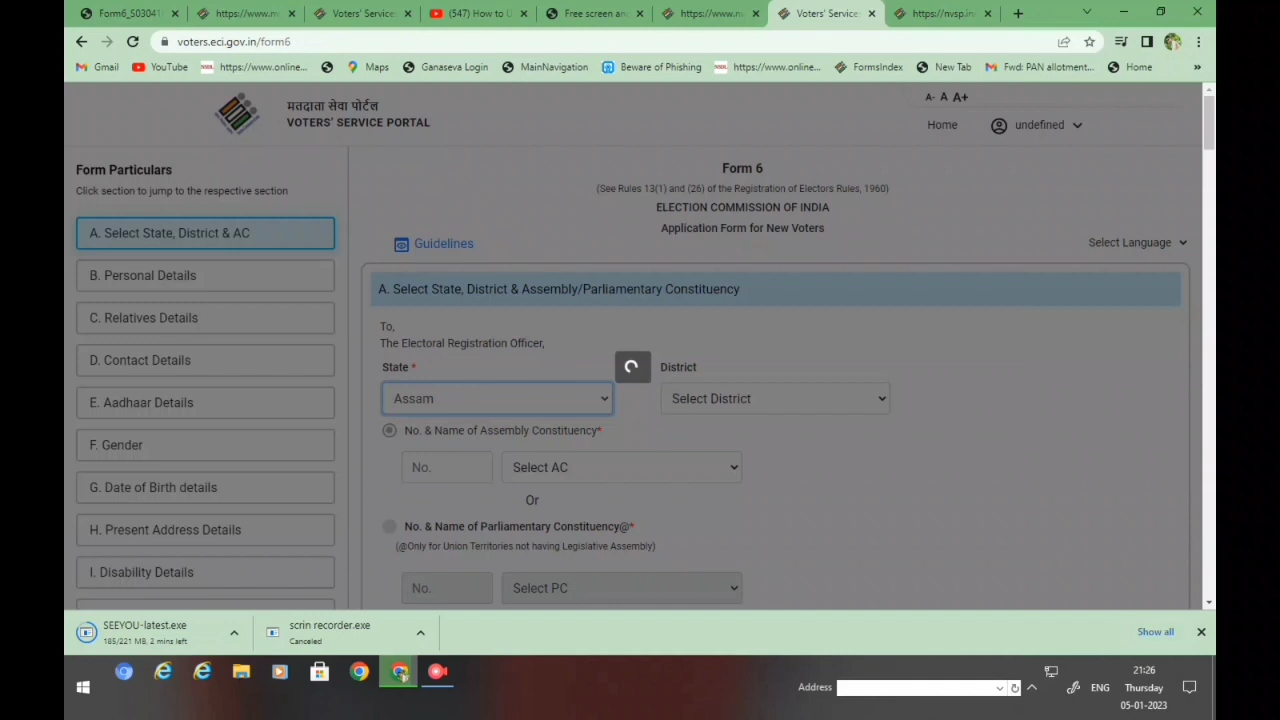 Form6_S03041
https://www.m
Voters' Service
(547) How to U
Free screen an
https://www.n
Voters' Service
https://nvsp.in
voters.eci.gov.in/form6
Gmail
YouTube
https://www.online...
Maps
Ganaseva Login
MainNavigation
Beware of Phishing
https://www.online...
FormsIndex
New Tab
Fwd: PAN allotment...
Home
»
मतदाता सेवा पोर्टल
VOTERS' SERVICE PORTAL
A- A A+
Home
undefined
Form Particulars
Click section to jump to the respective section
A. Select State, District & AC
B. Personal Details
C. Relatives Details
D. Contact Details
E. Aadhaar Details
F. Gender
G. Date of Birth details
H. Present Address Details
I. Disability Details
Form 6
(See Rules 13(1) and (26) of the Registration of Electors Rules, 1960)
ELECTION COMMISSION OF INDIA
Application Form for New Voters
Guidelines
Select Language
A. Select State, District & Assembly/Parliamentary Constituency
To,
The Electoral Registration Officer,
State *
District
Assam
Select District
No. & Name of Assembly Constituency*
No.
Select AC
Or
No. & Name of Parliamentary Constituency@*
(@Only for Union Territories not having Legislative Assembly)
No.
Select PC
SEEYOU-latest.exe
185/221 MB, 2 mins left
scrin recorder.exe
Canceled
Show all
Address
ENG
21:26
Thursday
05-01-2023